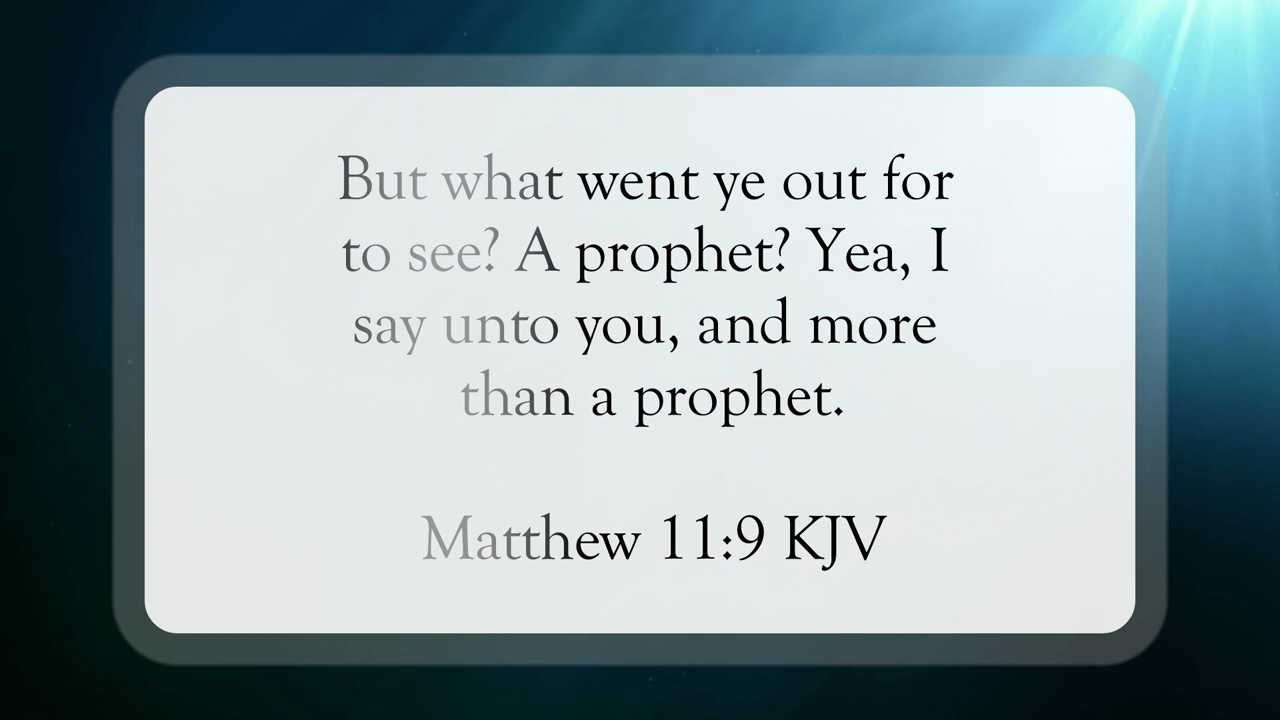 But what went ye out for
to see? A prophet? Yea, I
say unto you, and more
than a prophet.
Matthew 11:9 KJV